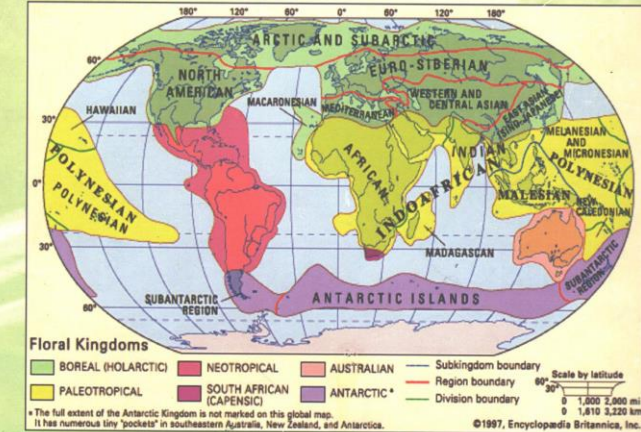 180° 120° 60° 0° 60° 120° 180°
ARCTIC AND SUBARCTIC
60°
NORTH
AMERICAN
EURO-SIBERIAN
WESTERN AND
CENTRAL ASIAN
EAST ASIAN
(SINO-JAPANESE)
MACARONESIAN
MEDITERRANEAN
30°
HAWAIIAN
INDIAN
MELANESIAN
AND
MICRONESIAN
POLYNESIAN
POLYNESIAN
AFRICAN
INDOAFRICAN
MALESIAN
POLYNESIAN
0°
NEW
CALEDONIAN
30°
MADAGASCAN
SUBANTARCTIC
REGION
SUBANTARCTIC
REGION
ANTARCTIC ISLANDS
60°
Floral Kingdoms
BOREAL (HOLARCTIC)
NEOTROPICAL
AUSTRALIAN
Subkingdom boundary
PALEOTROPICAL
SOUTH AFRICAN
(CAPENSIC)
ANTARCTIC*
Region boundary
Division boundary
Scale by latitude
60°
30°
0 1,000 2,000 mi
0 1,610 3,220 km
* The full extent of the Antarctic Kingdom is not marked on this global map.
It has numerous tiny "pockets" in southeastern Australia, New Zealand, and Antarctica.
©1997, Encyclopædia Britannica, Inc.